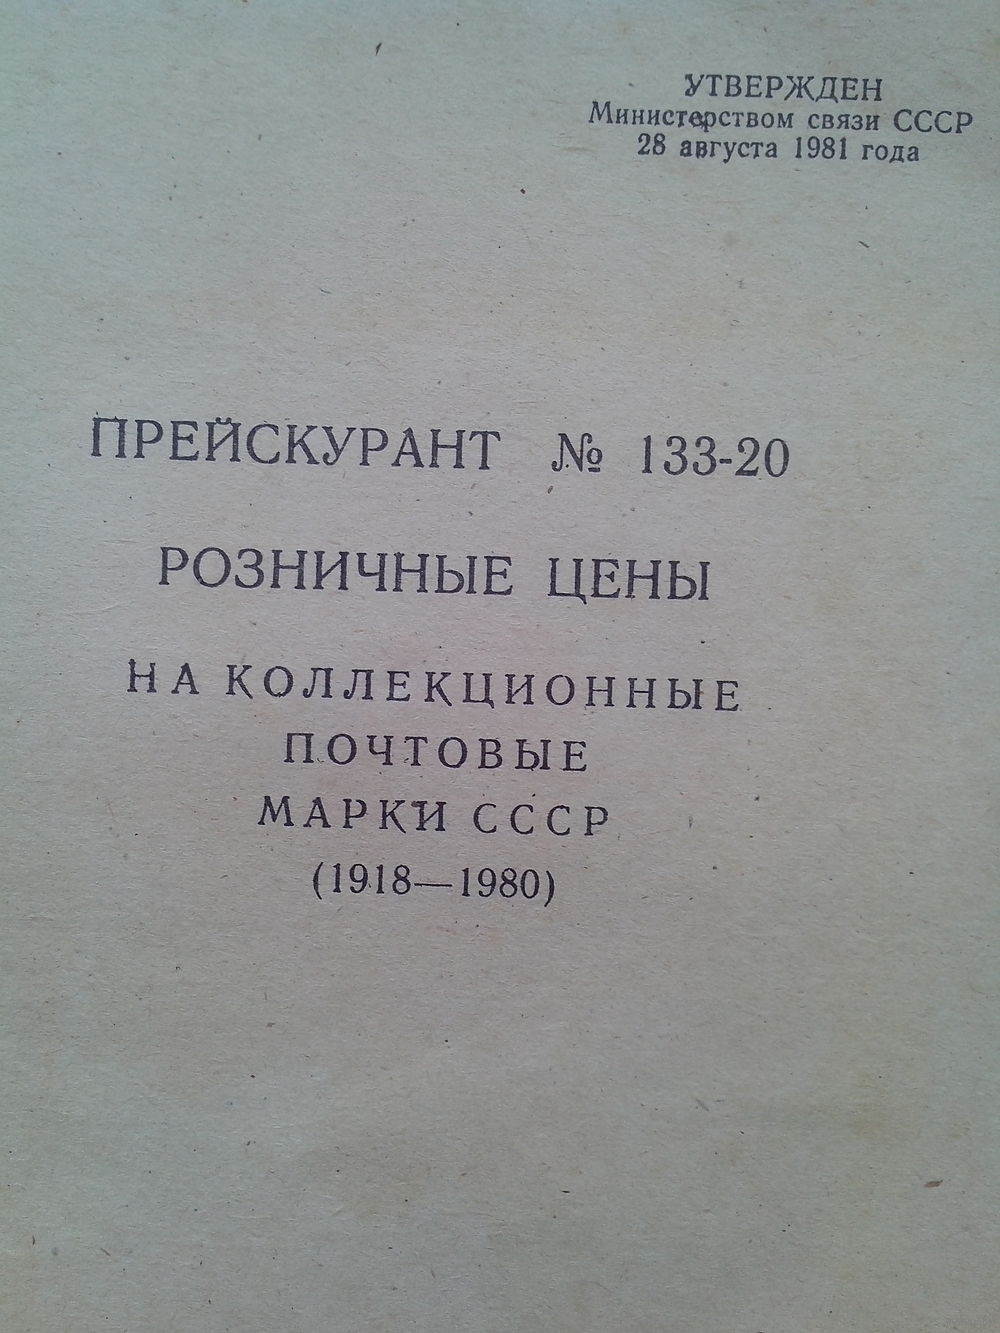 УТВЕРЖДЕН
Министерством связи СССР
28 августа 1981 года
ПРЕЙСКУРАНТ № 133-20
РОЗНИЧНЫЕ ЦЕНЫ
НА КОЛЛЕКЦИОННЫЕ
ПОЧТОВЫЕ
МАРКИ СССР
(1918—1980)